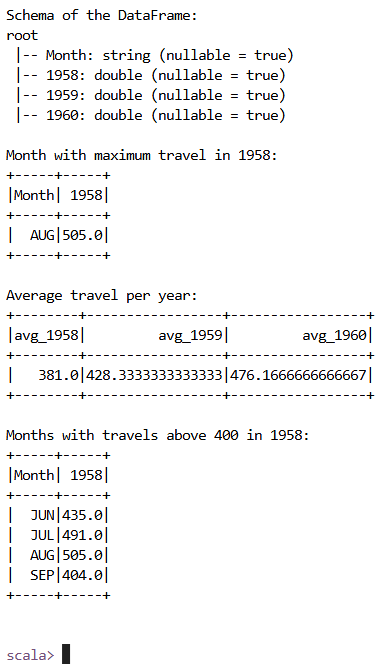 Schema of the DataFrame:
root
 |-- Month: string (nullable = true)
 |-- 1958: double (nullable = true)
 |-- 1959: double (nullable = true)
 |-- 1960: double (nullable = true)

Month with maximum travel in 1958:
+-----+-----+
|Month| 1958|
+-----+-----+
|  AUG|505.0|
+-----+-----+

Average travel per year:
+--------+-----------------+-----------------+
|avg_1958|         avg_1959|         avg_1960|
+--------+-----------------+-----------------+
|   381.0|428.3333333333333|476.1666666666667|
+--------+-----------------+-----------------+

Months with travels above 400 in 1958:
+-----+-----+
|Month| 1958|
+-----+-----+
|  JUN|435.0|
|  JUL|491.0|
|  AUG|505.0|
|  SEP|404.0|
+-----+-----+

scala>